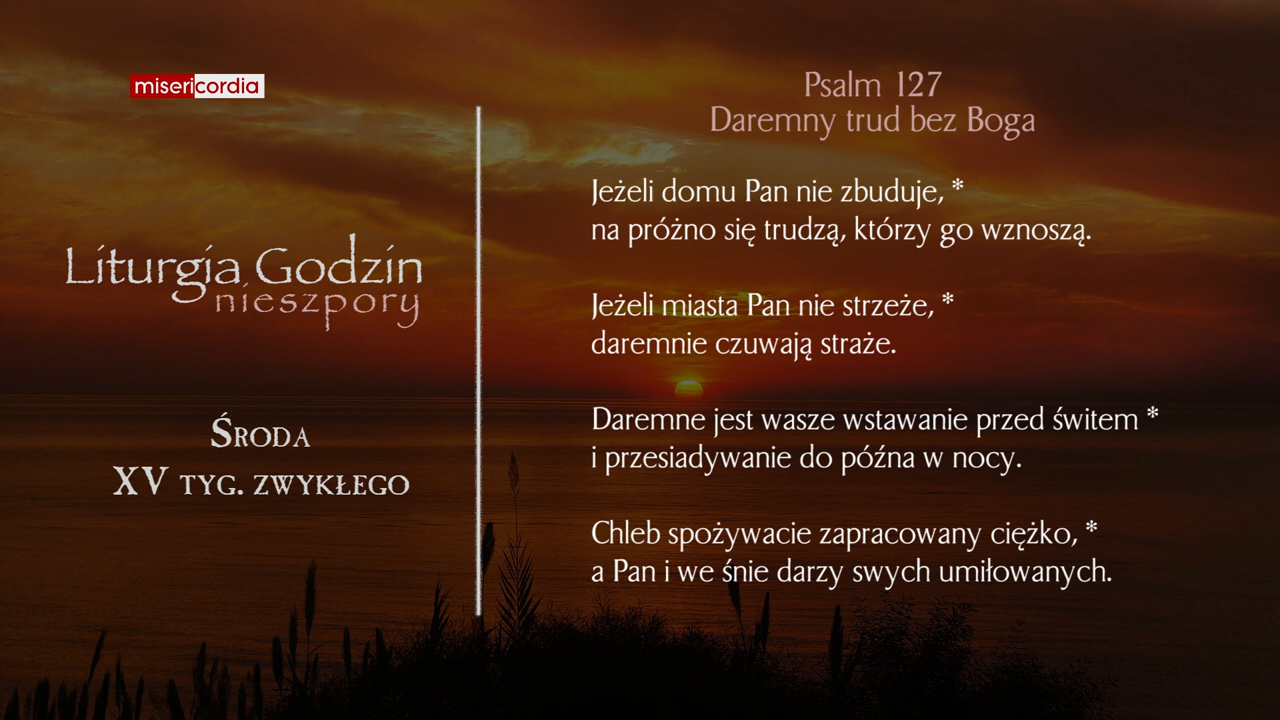 misericordia
Liturgia Godzin
nieszpory
Środa
XV tyg. zwykłego
Psalm 127
Daremny trud bez Boga
Jeżeli domu Pan nie zbuduje, *
na próżno się trudzą, którzy go wznoszą.
Jeżeli miasta Pan nie strzeże, *
daremnie czuwają straże.
Daremne jest wasze wstawanie przed świtem *
i przesiadywanie do późna w nocy.
Chleb spożywacie zapracowany ciężko, *
a Pan i we śnie darzy swych umiłowanych.